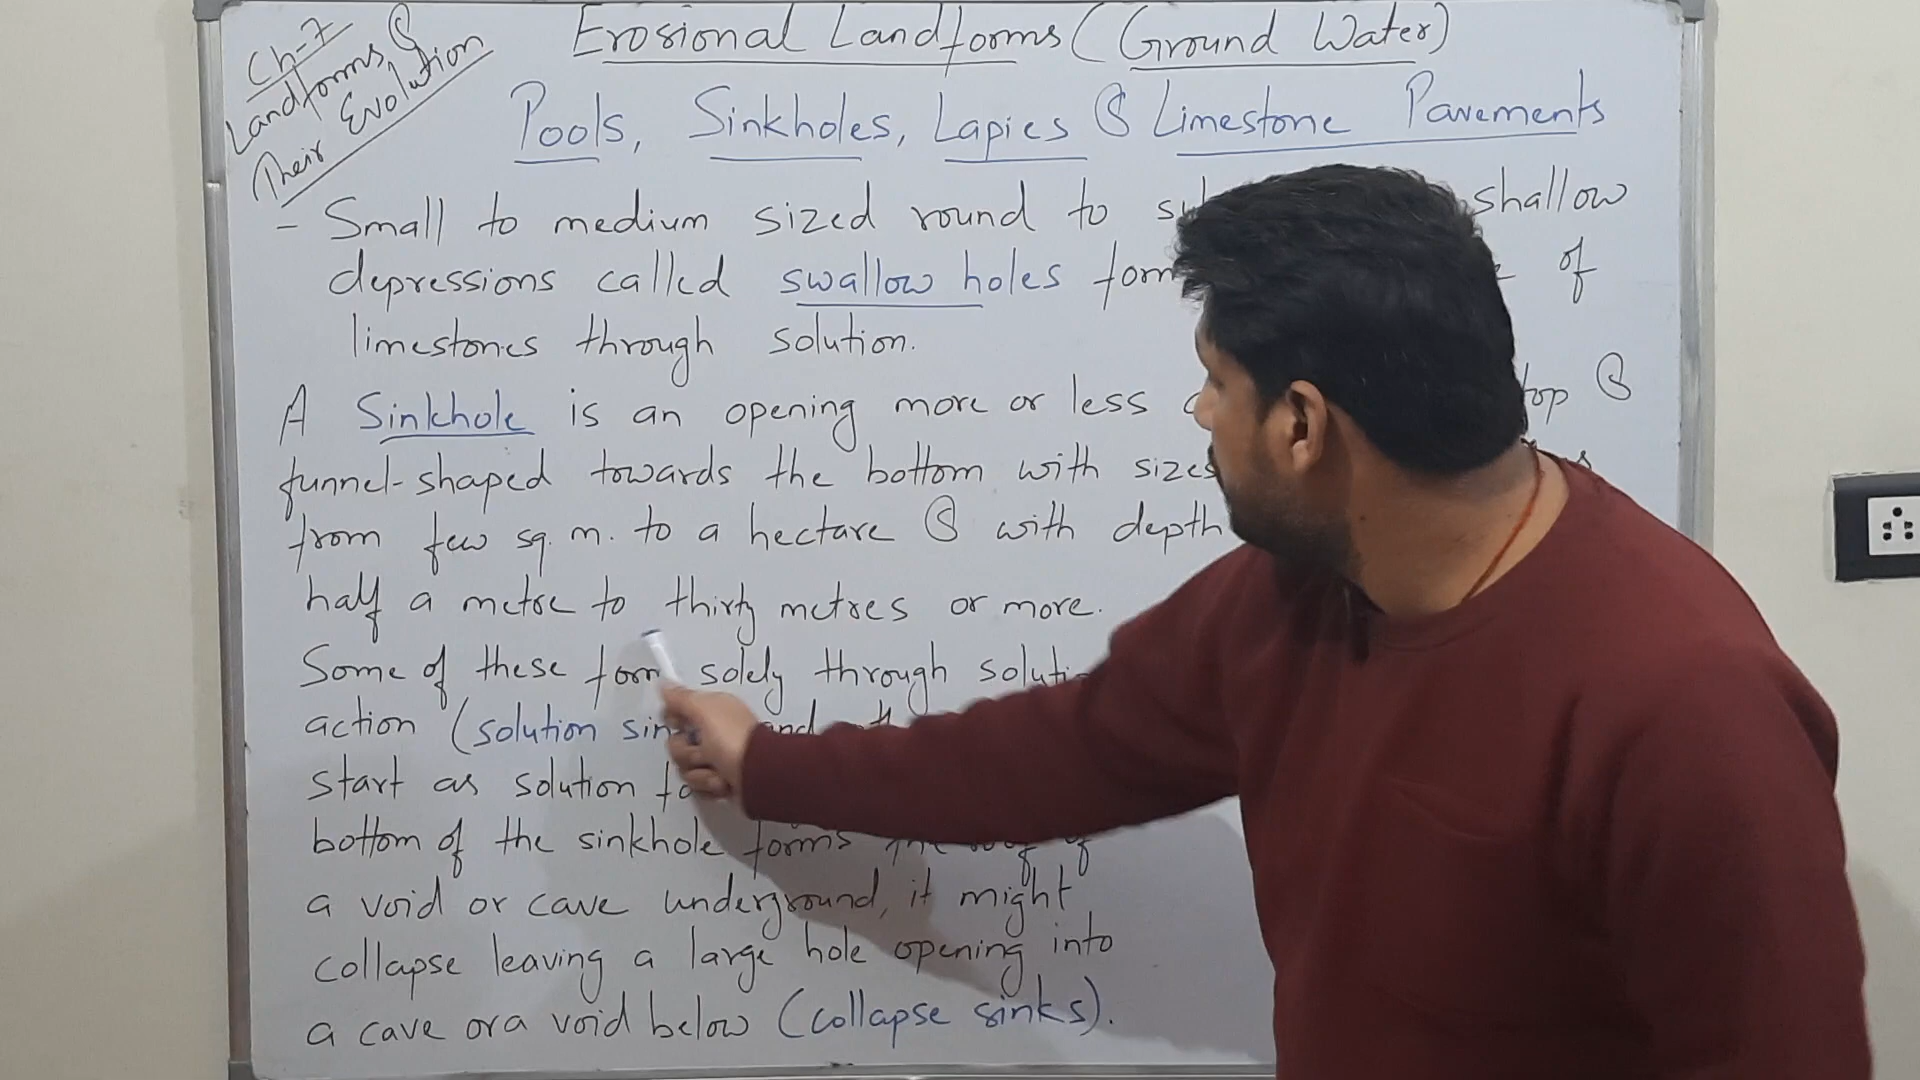 Ch-7
Landforms &
Their Evolution
Erosional Landforms (Ground Water)
Pools, Sinkholes, Lapies & Limestone Pavements
- Small to medium sized round to shallow
depressions called swallow holes form of
limestones through solution.
A Sinkhole is an opening more or less top &
funnel-shaped towards the bottom with sizes
from few sq. m. to a hectare & with depth
half a metre to thirty metres or more.
Some of these form solely through
action (solution
start as solution
bottom of the sinkhole forms the roof of
a void or cave underground, it might
collapse leaving a large hole opening into
a cave or a void below (collapse sinks).